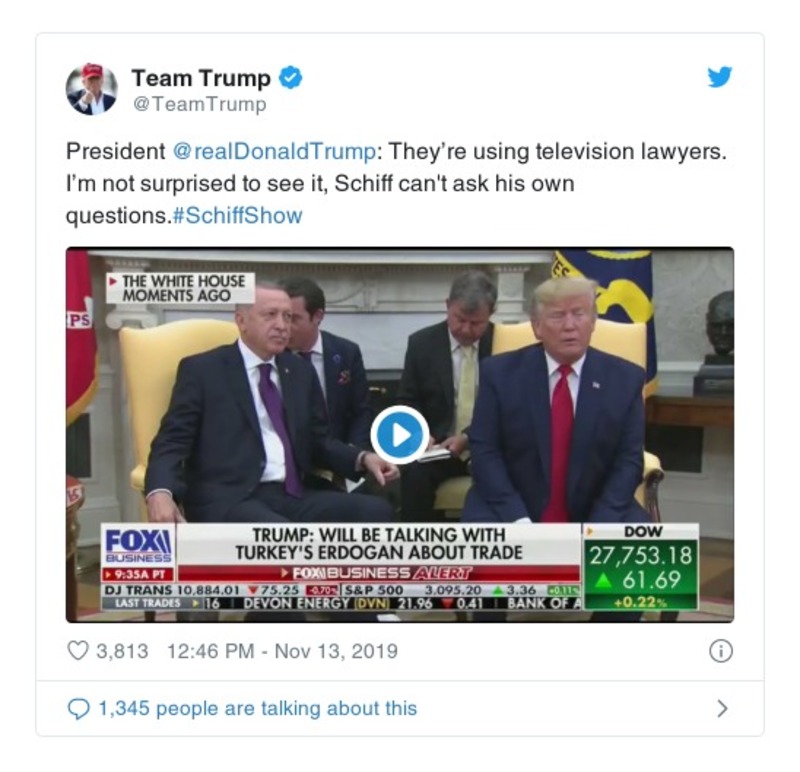 Team Trump
@TeamTrump
President @realDonaldTrump: They're using television lawyers.
I'm not surprised to see it, Schiff can't ask his own
questions.#SchiffShow
THE WHITE HOUSE
MOMENTS AGO
PS
FOX
BUSINESS
9:35A PT
TRUMP: WILL BE TALKING WITH
TURKEY'S ERDOGAN ABOUT TRADE
FOX BUSINESS ALERT
DOW
27,753.18
▲ 61.69
+0.22%
DJ TRANS 10,884.01 ▼75.25 -0.70% S&P 500 3,095.20 ▲3.36 +0.11%
LAST TRADES 16 DEVON ENERGY (DVN) 21.96 ▼0.41 BANK OF A
3,813 12:46 PM - Nov 13, 2019
1,345 people are talking about this